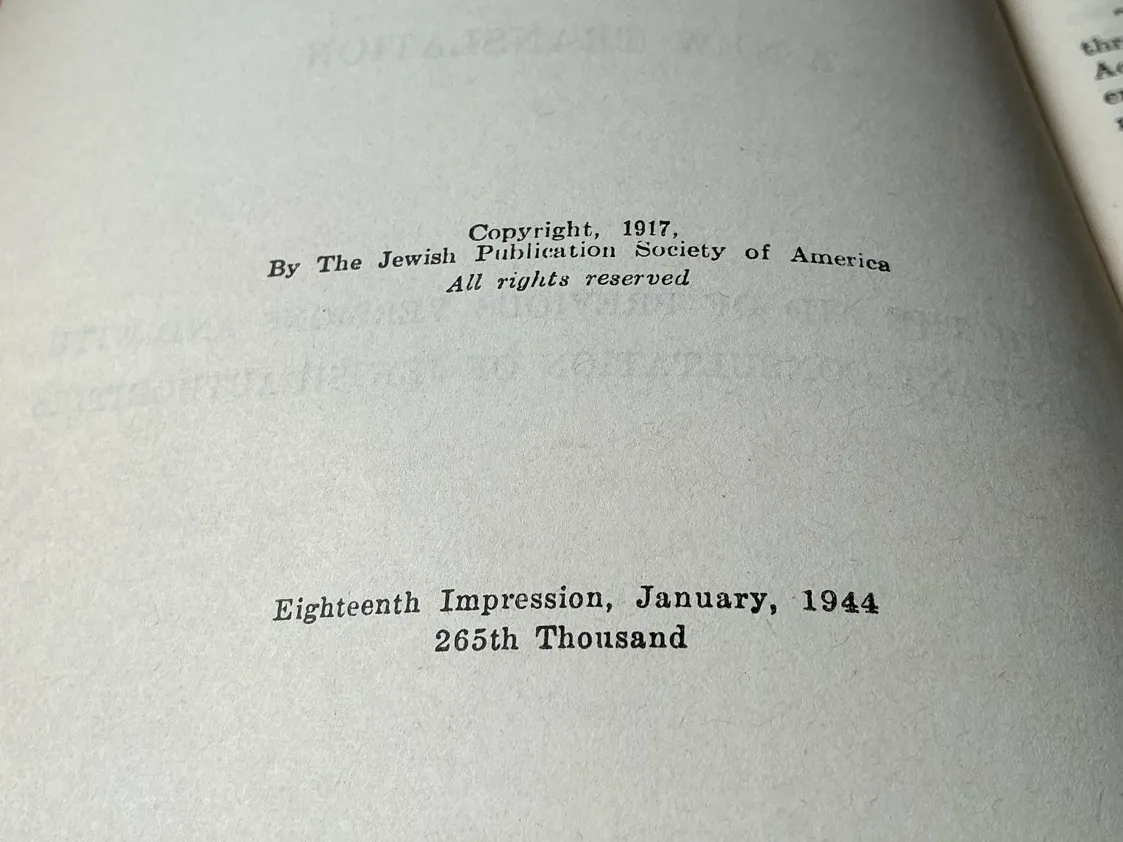 Copyright, 1917,
By The Jewish Publication Society of America
All rights reserved
Eighteenth Impression, January, 1944
265th Thousand